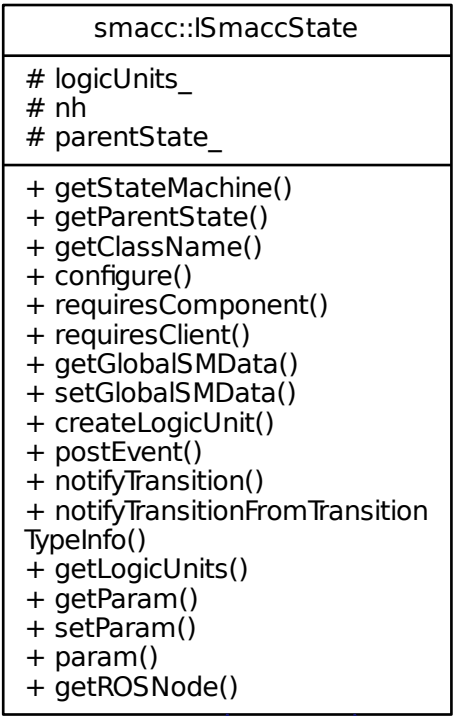 smacc::ISmaccState
# logicUnits_
# nh
# parentState_
+ getStateMachine()
+ getParentState()
+ getClassName()
+ configure()
+ requiresComponent()
+ requiresClient()
+ getGlobalSMData()
+ setGlobalSMData()
+ createLogicUnit()
+ postEvent()
+ notifyTransition()
+ notifyTransitionFromTransition
TypeInfo()
+ getLogicUnits()
+ getParam()
+ setParam()
+ param()
+ getROSNode()